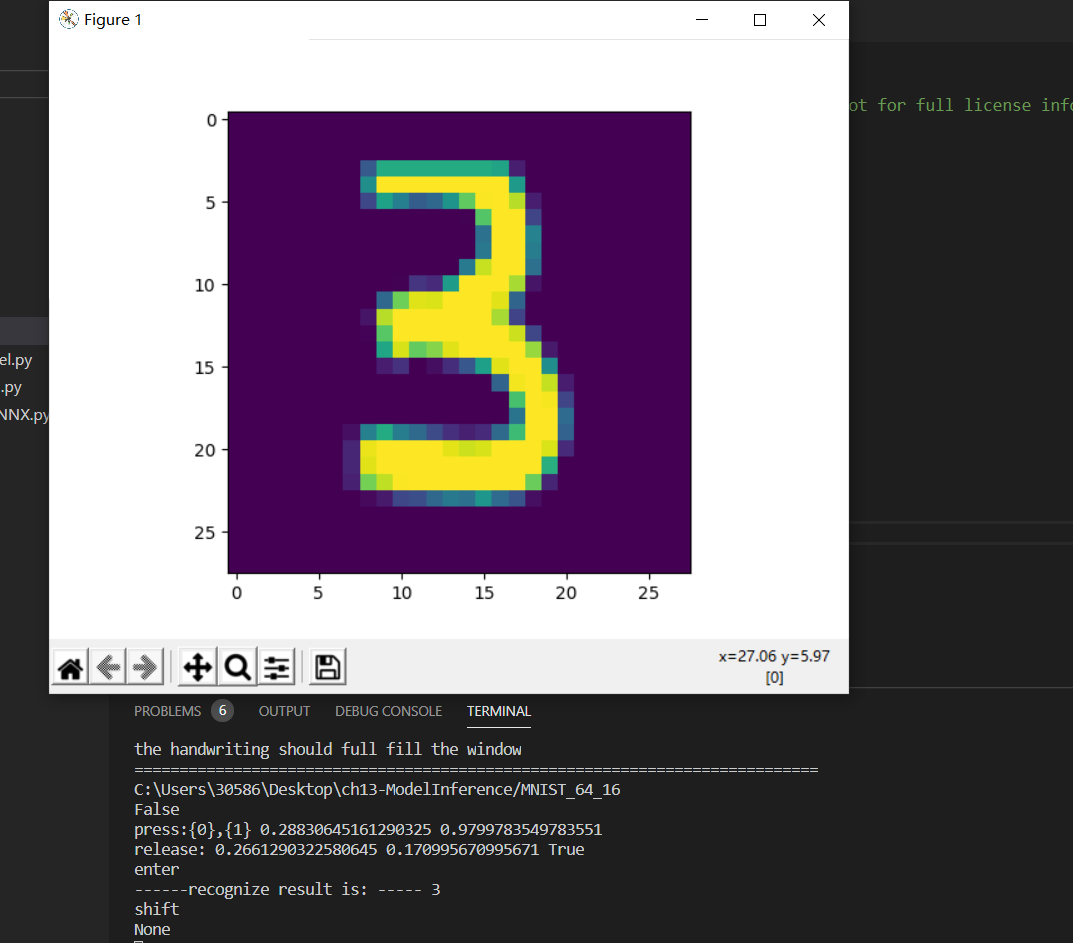 Figure 1
ot for full license info
0
5
10
15
20
25
0 5 10 15 20 25
3
el.py
.py
NNX.py
x=27.06 y=5.97
[0]
PROBLEMS 6 OUTPUT DEBUG CONSOLE TERMINAL
the handwriting should full fill the window
============================================================================
C:\Users\30586\Desktop\ch13-ModelInference/MNIST_64_16
False
press:{0},{1} 0.28830645161290325 0.9799783549783551
release: 0.2661290322580645 0.170995670995671 True
enter
------recognize result is: ----- 3
shift
None